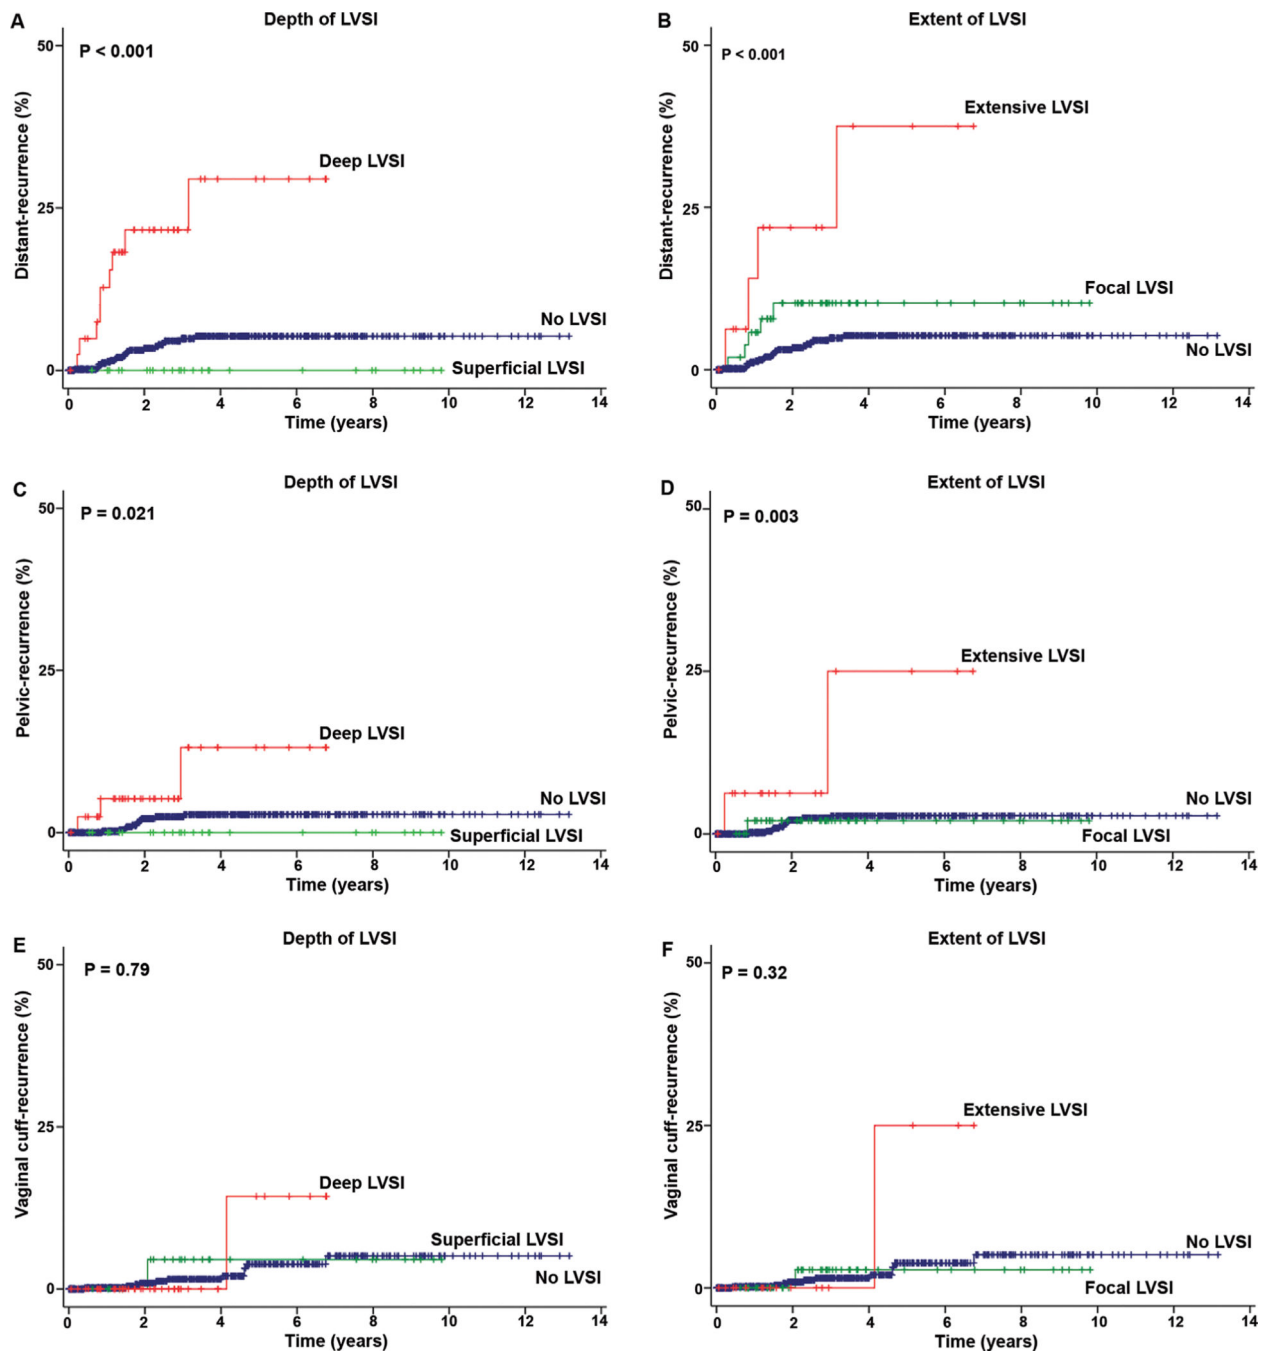 A
Depth of LVSI
P < 0.001
Distant-recurrence (%)
50
25
0
Deep LVSI
No LVSI
Superficial LVSI
0 2 4 6 8 10 12 14
Time (years)
B
Extent of LVSI
P < 0.001
Distant-recurrence (%)
50
25
0
Extensive LVSI
Focal LVSI
No LVSI
0 2 4 6 8 10 12 14
Time (years)
C
Depth of LVSI
P = 0.021
Pelvic-recurrence (%)
50
25
0
Deep LVSI
No LVSI
Superficial LVSI
0 2 4 6 8 10 12 14
Time (years)
D
Extent of LVSI
P = 0.003
Pelvic-recurrence (%)
50
25
0
Extensive LVSI
No LVSI
Focal LVSI
0 2 4 6 8 10 12 14
Time (years)
E
Depth of LVSI
P = 0.79
Vaginal cuff-recurrence (%)
50
25
0
Deep LVSI
Superficial LVSI
No LVSI
0 2 4 6 8 10 12 14
Time (years)
F
Extent of LVSI
P = 0.32
Vaginal cuff-recurrence (%)
50
25
0
Extensive LVSI
No LVSI
Focal LVSI
0 2 4 6 8 10 12 14
Time (years)